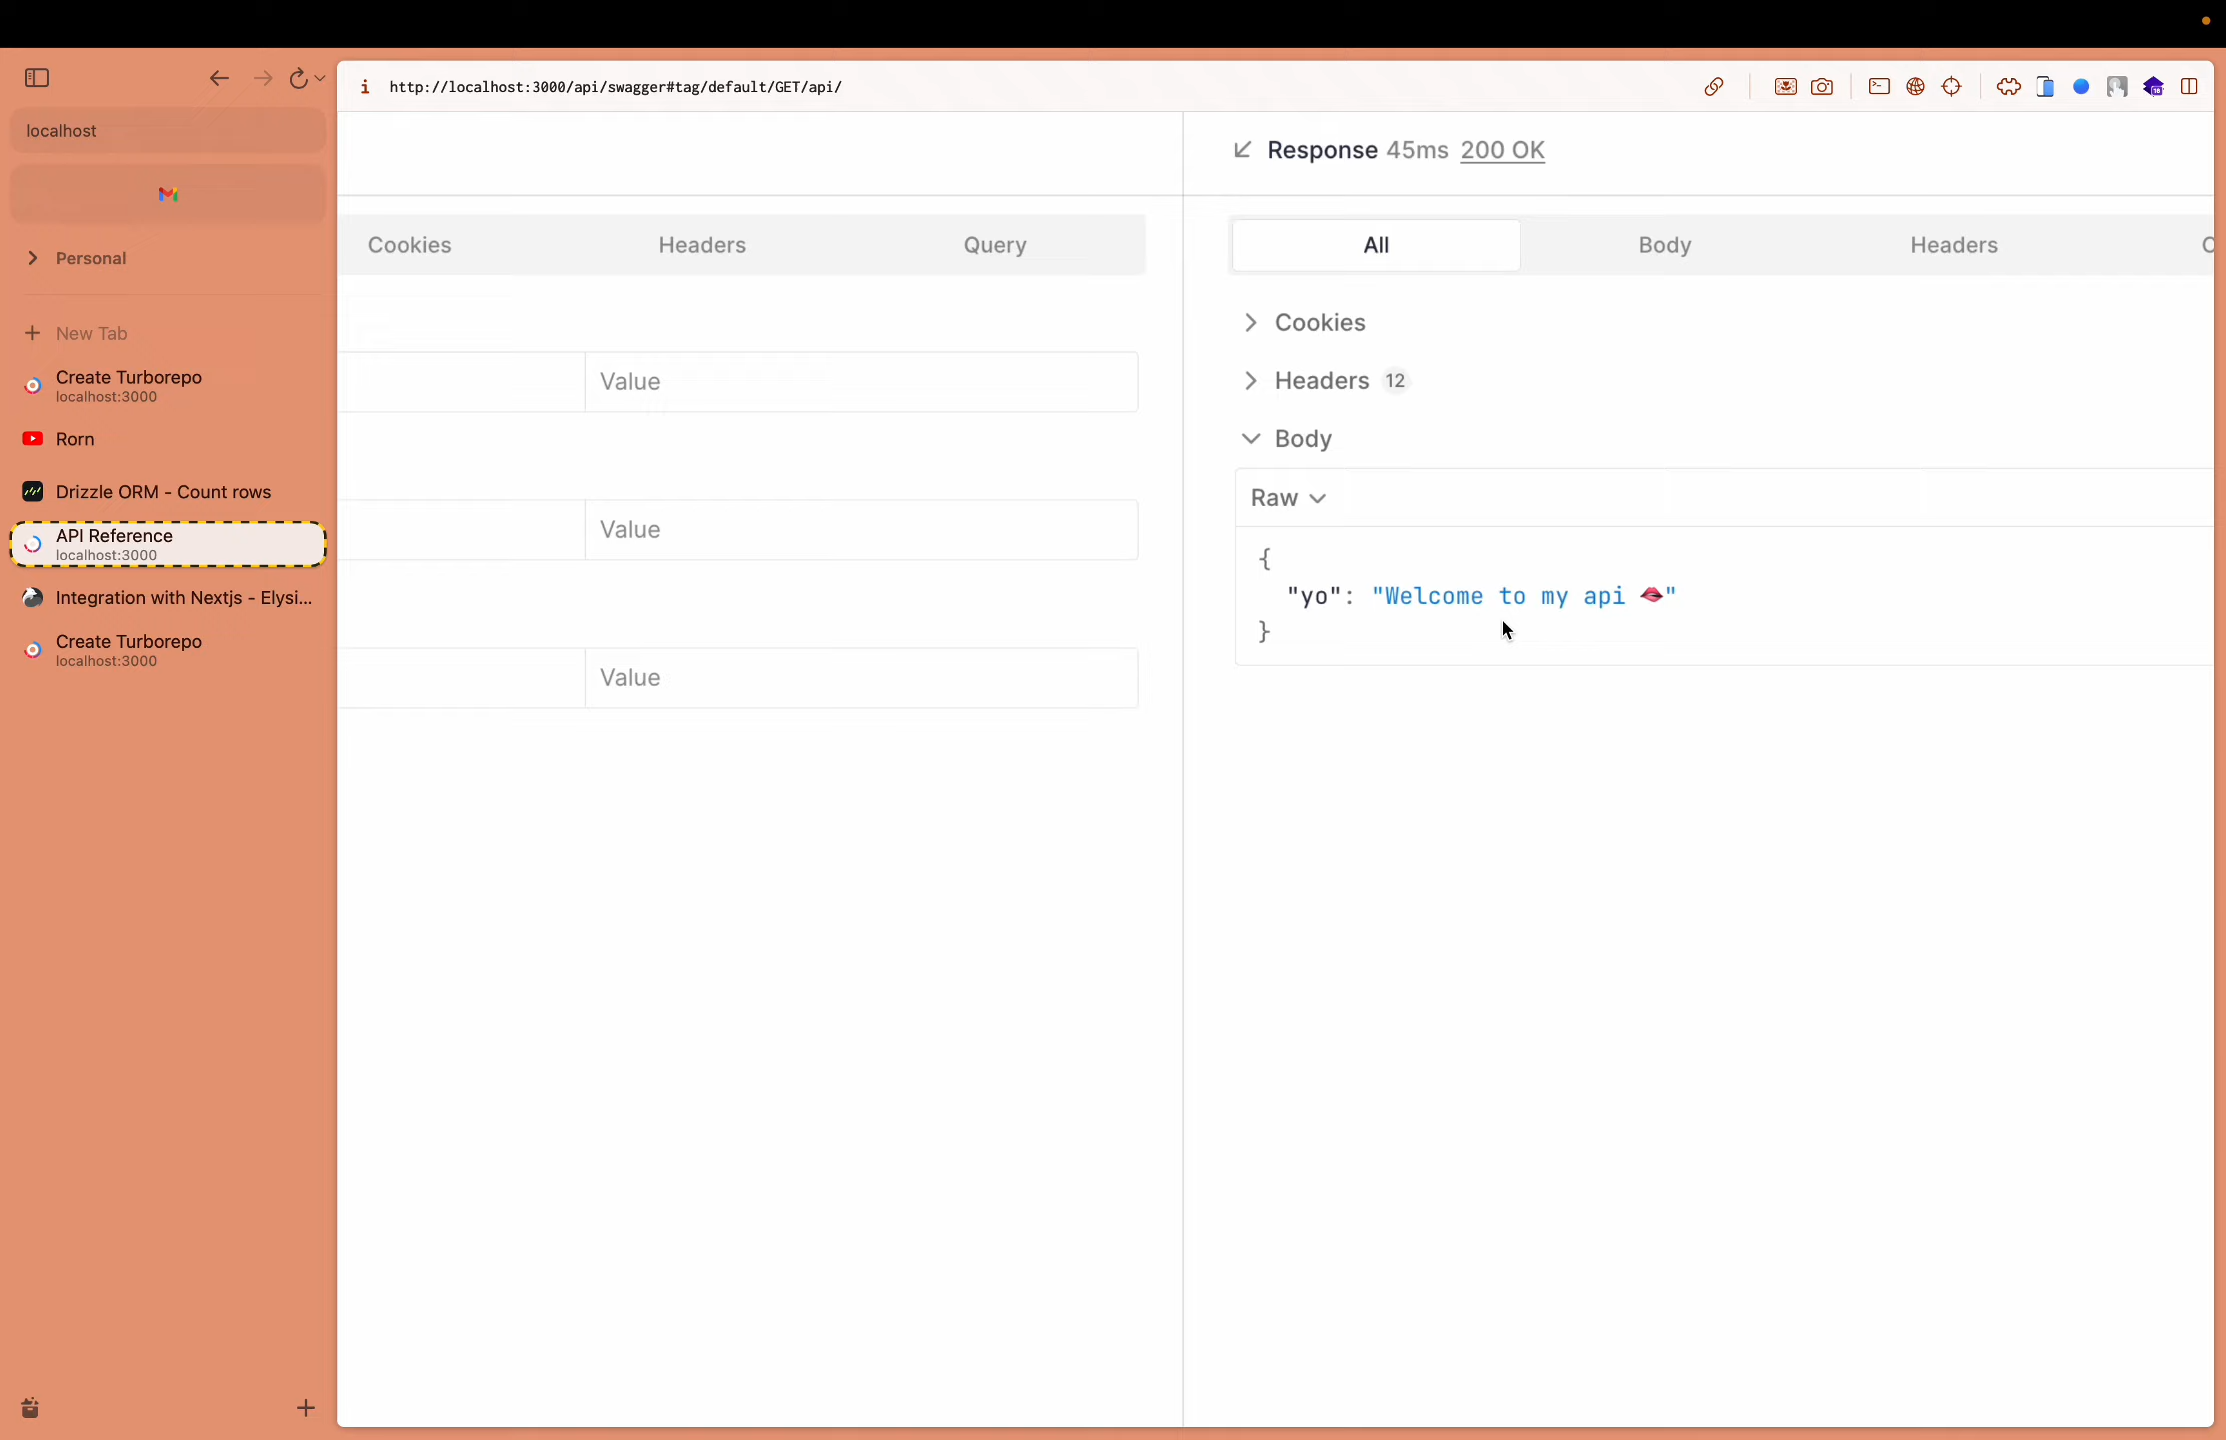 localhost
Personal
New Tab
Create Turborepo
localhost:3000
Rorn
Drizzle ORM - Count rows
API Reference
localhost:3000
Integration with Nextjs - Elysi...
Create Turborepo
localhost:3000
http://localhost:3000/api/swagger#tag/default/GET/api/
Cookies Headers Query
Value
Value
Value
Response 45ms 200 OK
All Body Headers C
Cookies
Headers 12
Body
Raw
{
"yo": "Welcome to my api 🫦"
}